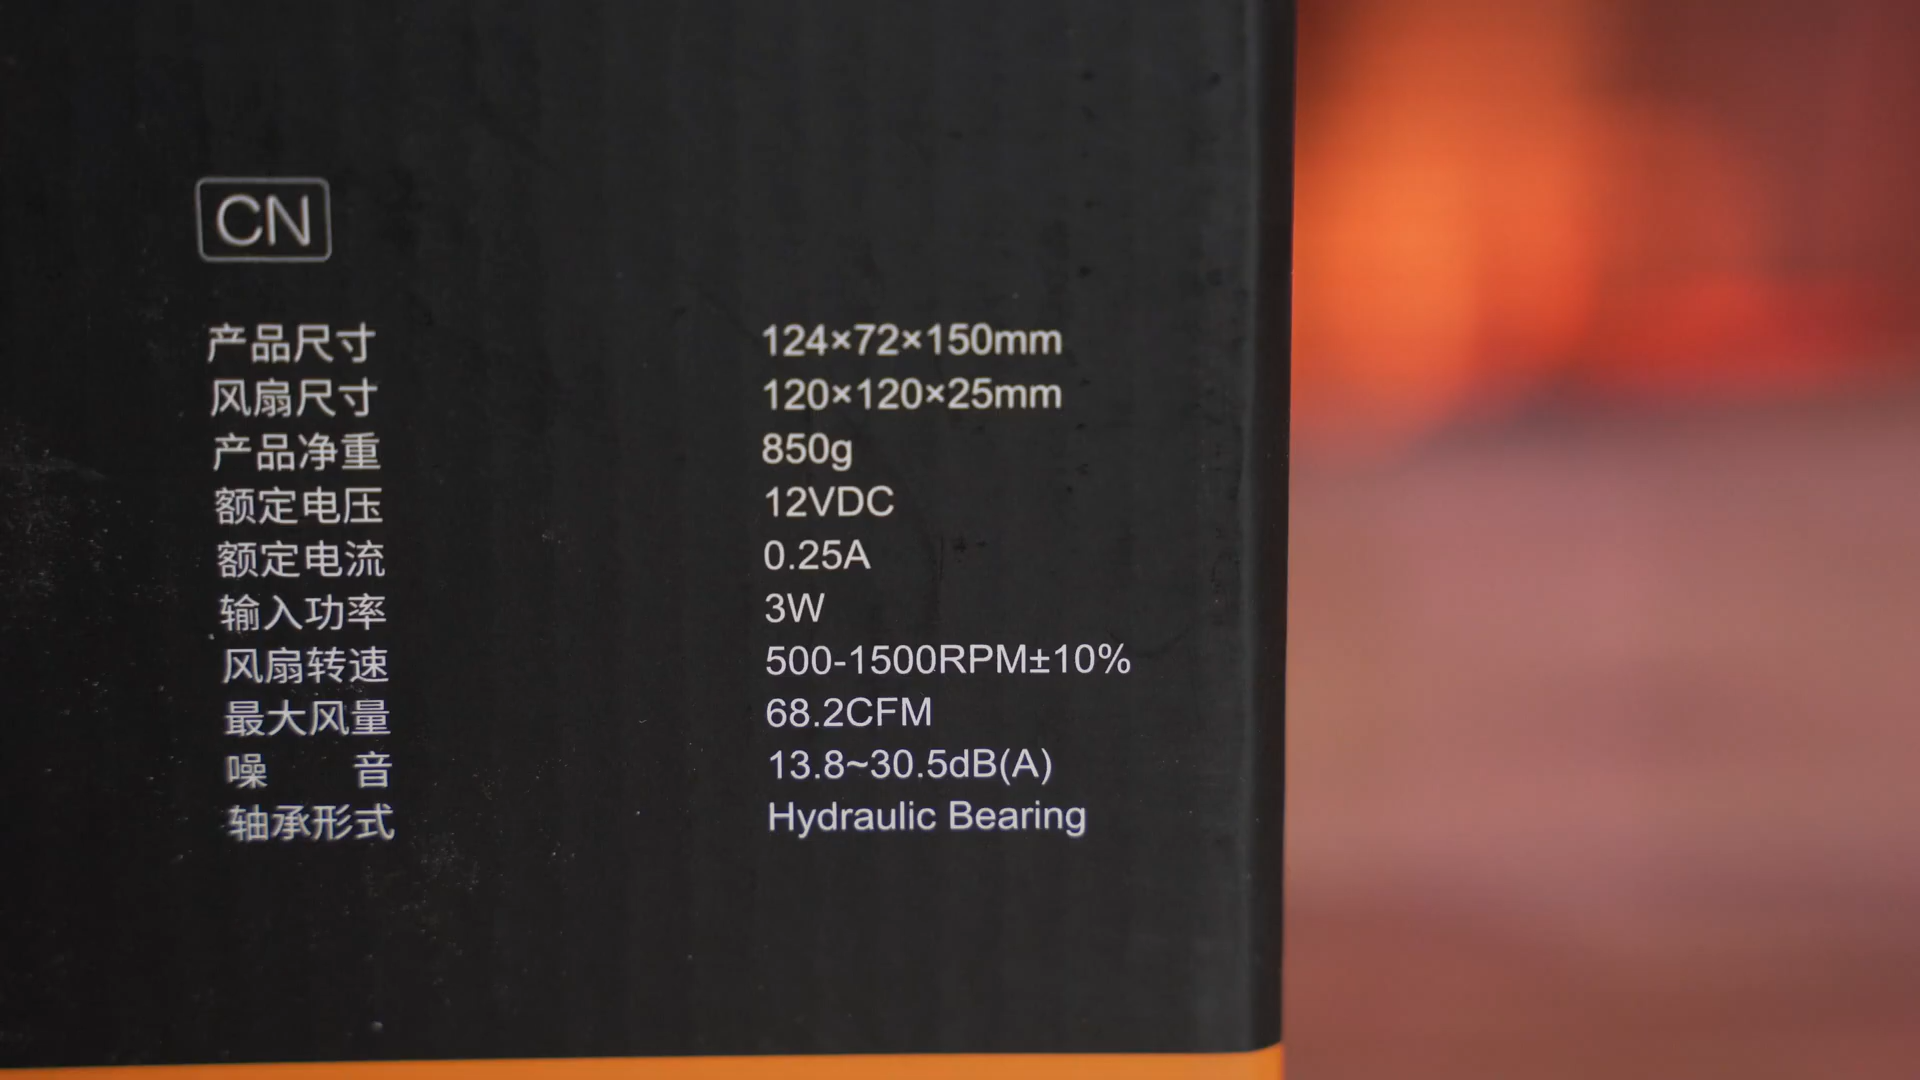 CN
产品尺寸 124×72×150mm
风扇尺寸 120×120×25mm
产品净重 850g
额定电压 12VDC
额定电流 0.25A
输入功率 3W
风扇转速 500-1500RPM±10%
最大风量 68.2CFM
噪 音 13.8~30.5dB(A)
轴承形式 Hydraulic Bearing